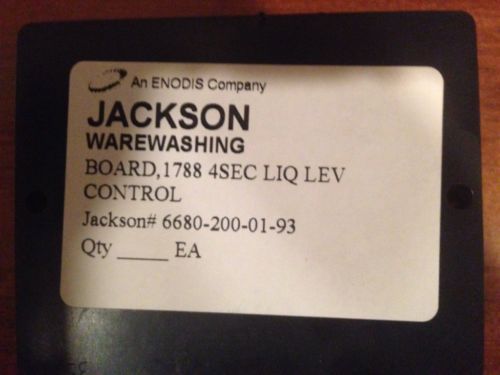 An ENODIS Company
JACKSON
WAREWASHING
BOARD,1788 4SEC LIQ LEV
CONTROL
Jackson# 6680-200-01-93
Qty _____ EA